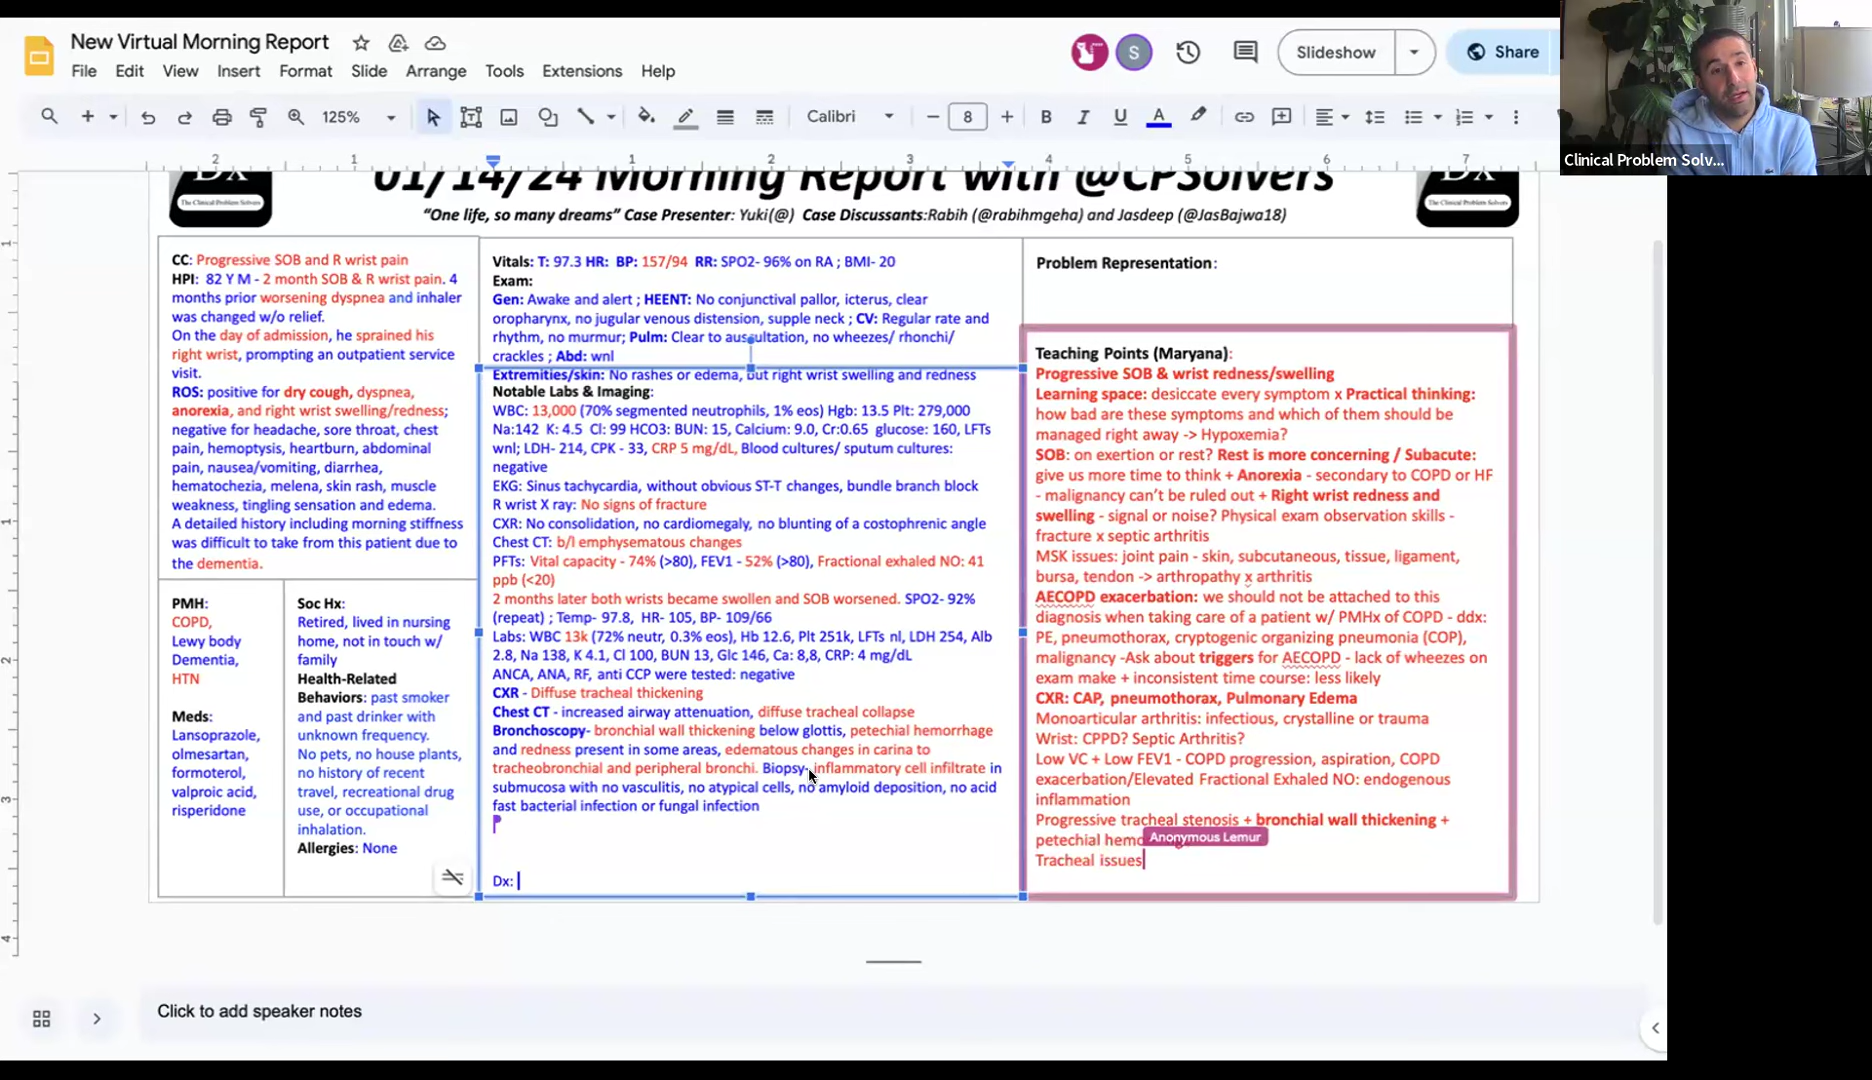 New Virtual Morning Report
File Edit View Insert Format Slide Arrange Tools Extensions Help
S
Slideshow
Share
125%
Calibri
8
B I U A
Clinical Problem Solv...
2 1 1 2 3 4 5 6 7
1
1
2
3
4
01/14/24 Morning Report with @CPSolvers
"One life, so many dreams" Case Presenter: Yuki(@) Case Discussants:Rabih (@rabihmgeha) and Jasdeep (@JasBajwa18)
Dx
The Clinical Problem Solvers
Dx
The Clinical Problem Solvers
CC: Progressive SOB and R wrist pain
HPI: 82 Y M - 2 month SOB & R wrist pain. 4
months prior worsening dyspnea and inhaler
was changed w/o relief.
On the day of admission, he sprained his
right wrist, prompting an outpatient service
visit.
ROS: positive for dry cough, dyspnea,
anorexia, and right wrist swelling/redness;
negative for headache, sore throat, chest
pain, hemoptysis, heartburn, abdominal
pain, nausea/vomiting, diarrhea,
hematochezia, melena, skin rash, muscle
weakness, tingling sensation and edema.
A detailed history including morning stiffness
was difficult to take from this patient due to
the dementia.
PMH:
COPD,
Lewy body
Dementia,
HTN
Meds:
Lansoprazole,
olmesartan,
formoterol,
valproic acid,
risperidone
Soc Hx:
Retired, lived in nursing
home, not in touch w/
family
Health-Related
Behaviors: past smoker
and past drinker with
unknown frequency.
No pets, no house plants,
no history of recent
travel, recreational drug
use, or occupational
inhalation.
Allergies: None
Vitals: T: 97.3 HR: BP: 157/94 RR: SPO2- 96% on RA ; BMI- 20
Exam:
Gen: Awake and alert ; HEENT: No conjunctival pallor, icterus, clear
oropharynx, no jugular venous distension, supple neck ; CV: Regular rate and
rhythm, no murmur; Pulm: Clear to auscultation, no wheezes/ rhonchi/
crackles ; Abd: wnl
Extremities/skin: No rashes or edema, but right wrist swelling and redness
Notable Labs & Imaging:
WBC: 13,000 (70% segmented neutrophils, 1% eos) Hgb: 13.5 Plt: 279,000
Na:142 K: 4.5 Cl: 99 HCO3: BUN: 15, Calcium: 9.0, Cr:0.65 glucose: 160, LFTs
wnl; LDH- 214, CPK - 33, CRP 5 mg/dL, Blood cultures/ sputum cultures:
negative
EKG: Sinus tachycardia, without obvious ST-T changes, bundle branch block
R wrist X ray: No signs of fracture
CXR: No consolidation, no cardiomegaly, no blunting of a costophrenic angle
Chest CT: b/l emphysematous changes
PFTs: Vital capacity - 74% (>80), FEV1 - 52% (>80), Fractional exhaled NO: 41
ppb (<20)
2 months later both wrists became swollen and SOB worsened. SPO2- 92%
(repeat) ; Temp- 97.8, HR- 105, BP- 109/66
Labs: WBC 13k (72% neutr, 0.3% eos), Hb 12.6, Plt 251k, LFTs nl, LDH 254, Alb
2.8, Na 138, K 4.1, Cl 100, BUN 13, Glc 146, Ca: 8,8, CRP: 4 mg/dL
ANCA, ANA, RF, anti CCP were tested: negative
CXR - Diffuse tracheal thickening
Chest CT - increased airway attenuation, diffuse tracheal collapse
Bronchoscopy- bronchial wall thickening below glottis, petechial hemorrhage
and redness present in some areas, edematous changes in carina to
tracheobronchial and peripheral bronchi. Biopsy- inflammatory cell infiltrate in
submucosa with no vasculitis, no atypical cells, no amyloid deposition, no acid
fast bacterial infection or fungal infection
Dx:
Problem Representation:
Teaching Points (Maryana):
Progressive SOB & wrist redness/swelling
Learning space: desiccate every symptom x Practical thinking:
how bad are these symptoms and which of them should be
managed right away -> Hypoxemia?
SOB: on exertion or rest? Rest is more concerning / Subacute:
give us more time to think + Anorexia - secondary to COPD or HF
- malignancy can't be ruled out + Right wrist redness and
swelling - signal or noise? Physical exam observation skills -
fracture x septic arthritis
MSK issues: joint pain - skin, subcutaneous, tissue, ligament,
bursa, tendon -> arthropathy x arthritis
AECOPD exacerbation: we should not be attached to this
diagnosis when taking care of a patient w/ PMHx of COPD - ddx:
PE, pneumothorax, cryptogenic organizing pneumonia (COP),
malignancy -Ask about triggers for AECOPD - lack of wheezes on
exam make + inconsistent time course: less likely
CXR: CAP, pneumothorax, Pulmonary Edema
Monoarticular arthritis: infectious, crystalline or trauma
Wrist: CPPD? Septic Arthritis?
Low VC + Low FEV1 - COPD progression, aspiration, COPD
exacerbation/Elevated Fractional Exhaled NO: endogenous
inflammation
Progressive tracheal stenosis + bronchial wall thickening +
petechial hemo
Anonymous Lemur
Tracheal issues
Click to add speaker notes